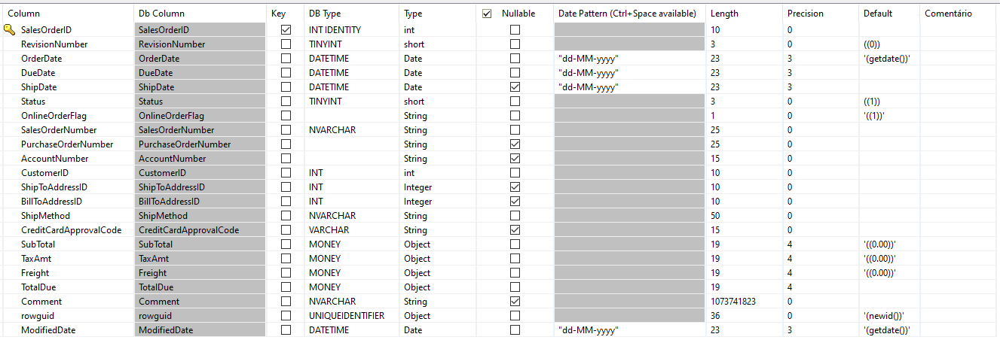 Column Db Column Key DB Type Type Nullable Date Pattern (Ctrl+Space available) Length Precision Default Comentário
SalesOrderID SalesOrderID INT IDENTITY int 10 0
RevisionNumber RevisionNumber TINYINT short 3 0 ((0))
OrderDate OrderDate DATETIME Date "dd-MM-yyyy" 23 3 '(getdate())'
DueDate DueDate DATETIME Date "dd-MM-yyyy" 23 3
ShipDate ShipDate DATETIME Date "dd-MM-yyyy" 23 3
Status Status TINYINT short 3 0 ((1))
OnlineOrderFlag OnlineOrderFlag String 1 0 '((1))'
SalesOrderNumber SalesOrderNumber NVARCHAR String 25 0
PurchaseOrderNumber PurchaseOrderNumber String 25 0
AccountNumber AccountNumber String 15 0
CustomerID CustomerID INT int 10 0
ShipToAddressID ShipToAddressID INT Integer 10 0
BillToAddressID BillToAddressID INT Integer 10 0
ShipMethod ShipMethod NVARCHAR String 50 0
CreditCardApprovalCode CreditCardApprovalCode VARCHAR String 15 0
SubTotal SubTotal MONEY Object 19 4 '((0.00))'
TaxAmt TaxAmt MONEY Object 19 4 '((0.00))'
Freight Freight MONEY Object 19 4 '((0.00))'
TotalDue TotalDue MONEY Object 19 4
Comment Comment NVARCHAR String 1073741823 0
rowguid rowguid UNIQUEIDENTIFIER Object 36 0 '(newid())'
ModifiedDate ModifiedDate DATETIME Date "dd-MM-yyyy" 23 3 '(getdate())'